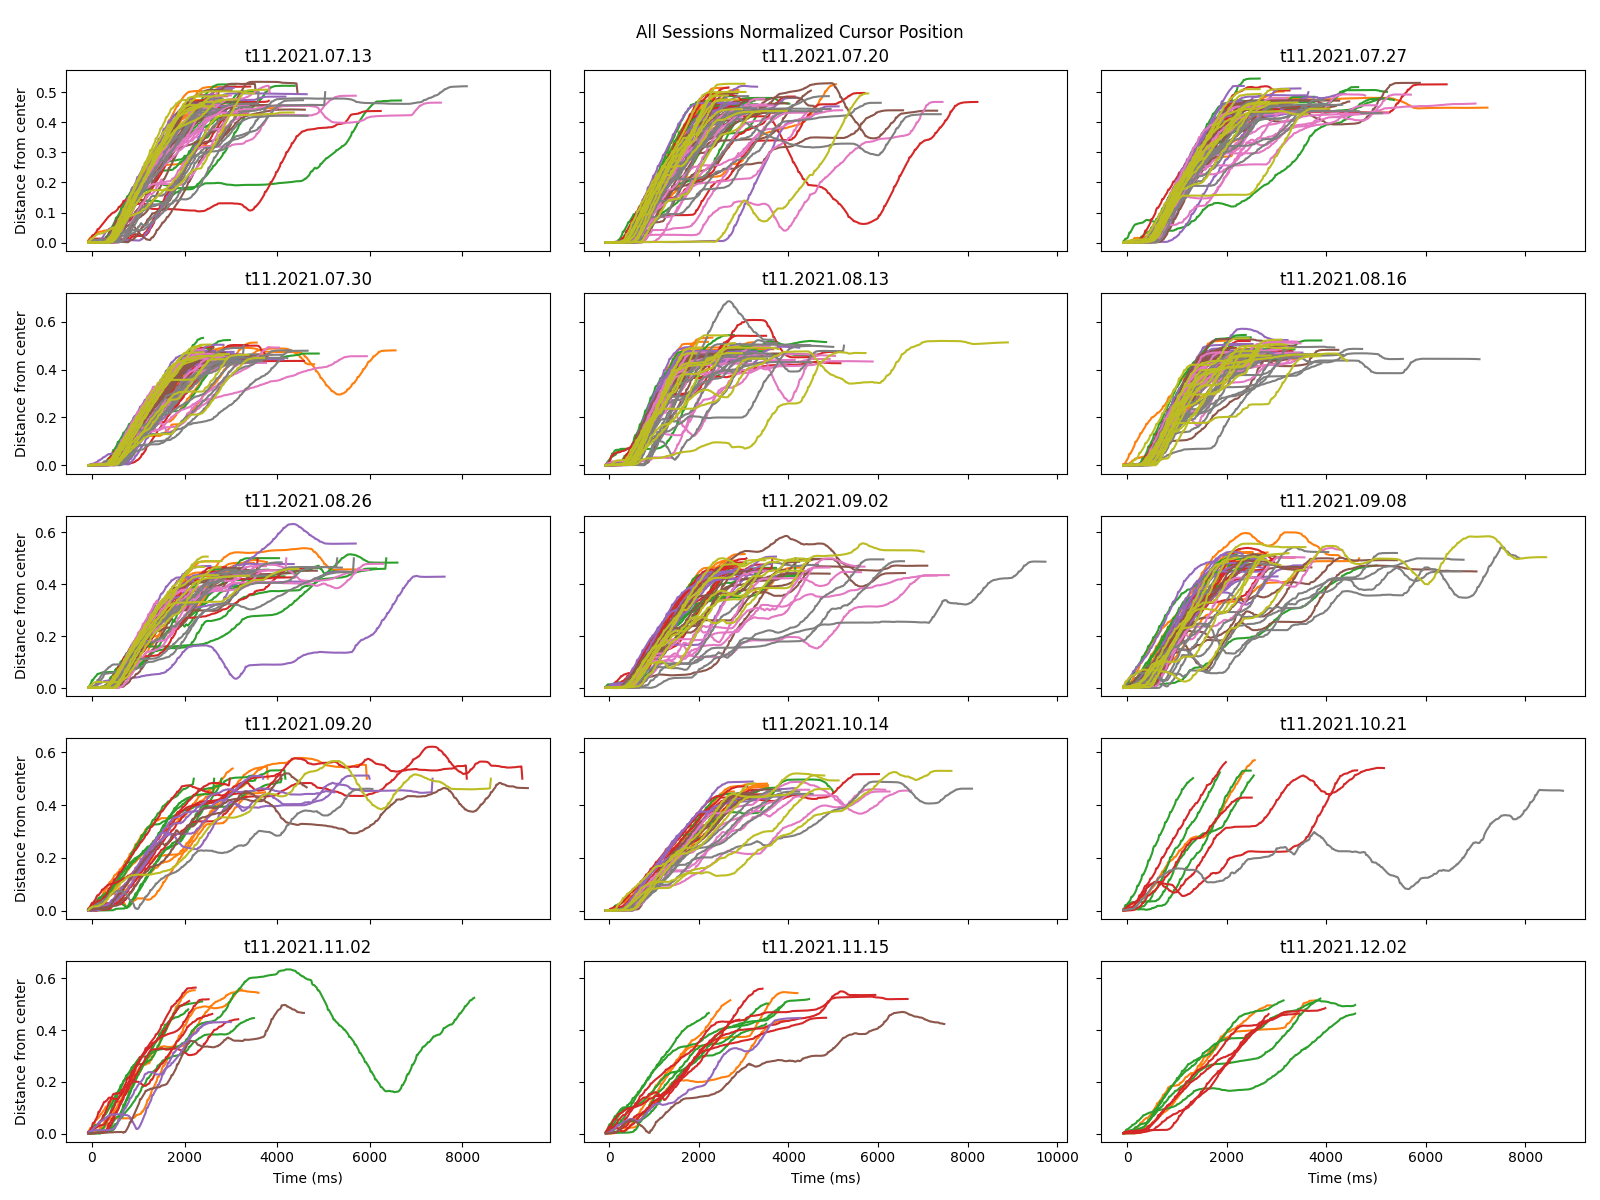 All Sessions Normalized Cursor Position
t11.2021.07.13 t11.2021.07.20 t11.2021.07.27
Distance from center
0.5
0.4
0.3
0.2
0.1
0.0
t11.2021.07.30 t11.2021.08.13 t11.2021.08.16
Distance from center
0.6
0.4
0.2
0.0
t11.2021.08.26 t11.2021.09.02 t11.2021.09.08
Distance from center
0.6
0.4
0.2
0.0
t11.2021.09.20 t11.2021.10.14 t11.2021.10.21
Distance from center
0.6
0.4
0.2
0.0
t11.2021.11.02 t11.2021.11.15 t11.2021.12.02
Distance from center
0.6
0.4
0.2
0.0
0 2000 4000 6000 8000 0 2000 4000 6000 8000 10000 0 2000 4000 6000 8000
Time (ms) Time (ms) Time (ms)